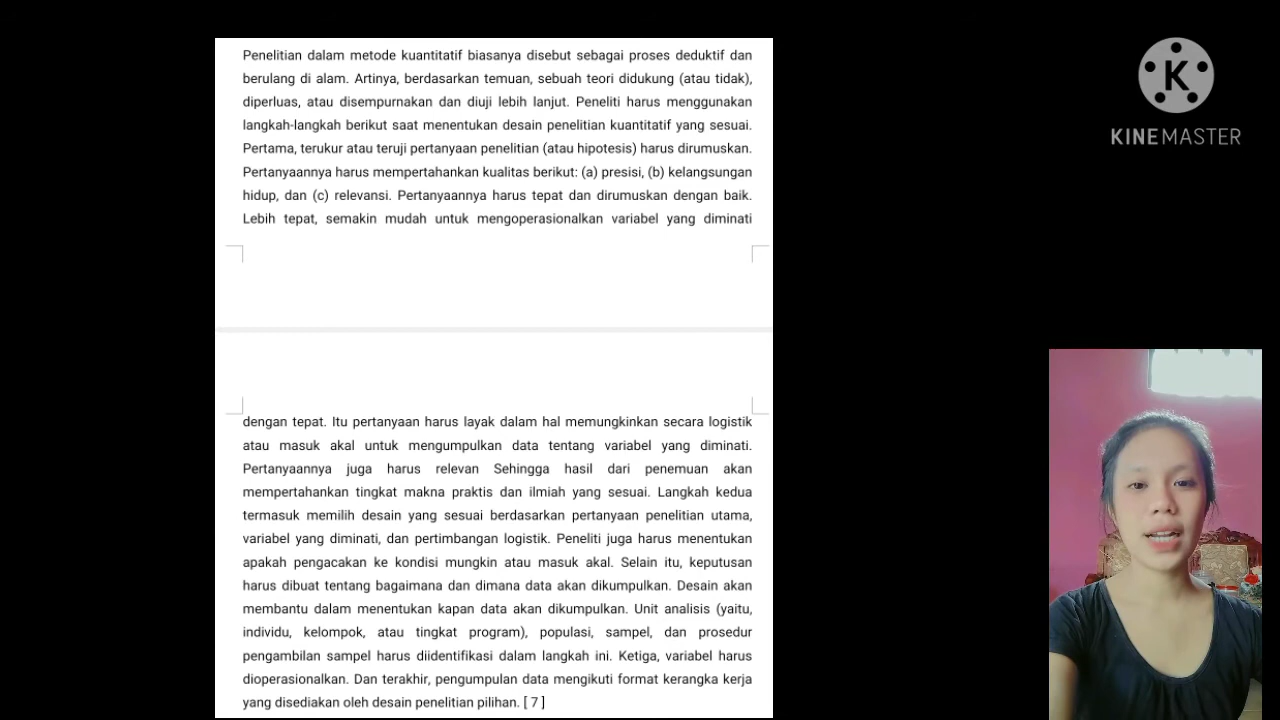 Penelitian dalam metode kuantitatif biasanya disebut sebagai proses deduktif dan
berulang di alam. Artinya, berdasarkan temuan, sebuah teori didukung (atau tidak),
diperluas, atau disempurnakan dan diuji lebih lanjut. Peneliti harus menggunakan
langkah-langkah berikut saat menentukan desain penelitian kuantitatif yang sesuai.
Pertama, terukur atau teruji pertanyaan penelitian (atau hipotesis) harus dirumuskan.
Pertanyaannya harus mempertahankan kualitas berikut: (a) presisi, (b) kelangsungan
hidup, dan (c) relevansi. Pertanyaannya harus tepat dan dirumuskan dengan baik.
Lebih tepat, semakin mudah untuk mengoperasionalkan variabel yang diminati
dengan tepat. Itu pertanyaan harus layak dalam hal memungkinkan secara logistik
atau masuk akal untuk mengumpulkan data tentang variabel yang diminati.
Pertanyaannya juga harus relevan Sehingga hasil dari penemuan akan
mempertahankan tingkat makna praktis dan ilmiah yang sesuai. Langkah kedua
termasuk memilih desain yang sesuai berdasarkan pertanyaan penelitian utama,
variabel yang diminati, dan pertimbangan logistik. Peneliti juga harus menentukan
apakah pengacakan ke kondisi mungkin atau masuk akal. Selain itu, keputusan
harus dibuat tentang bagaimana dan dimana data akan dikumpulkan. Desain akan
membantu dalam menentukan kapan data akan dikumpulkan. Unit analisis (yaitu,
individu, kelompok, atau tingkat program), populasi, sampel, dan prosedur
pengambilan sampel harus diidentifikasi dalam langkah ini. Ketiga, variabel harus
dioperasionalkan. Dan terakhir, pengumpulan data mengikuti format kerangka kerja
yang disediakan oleh desain penelitian pilihan. [ 7 ]
K
KINEMASTER